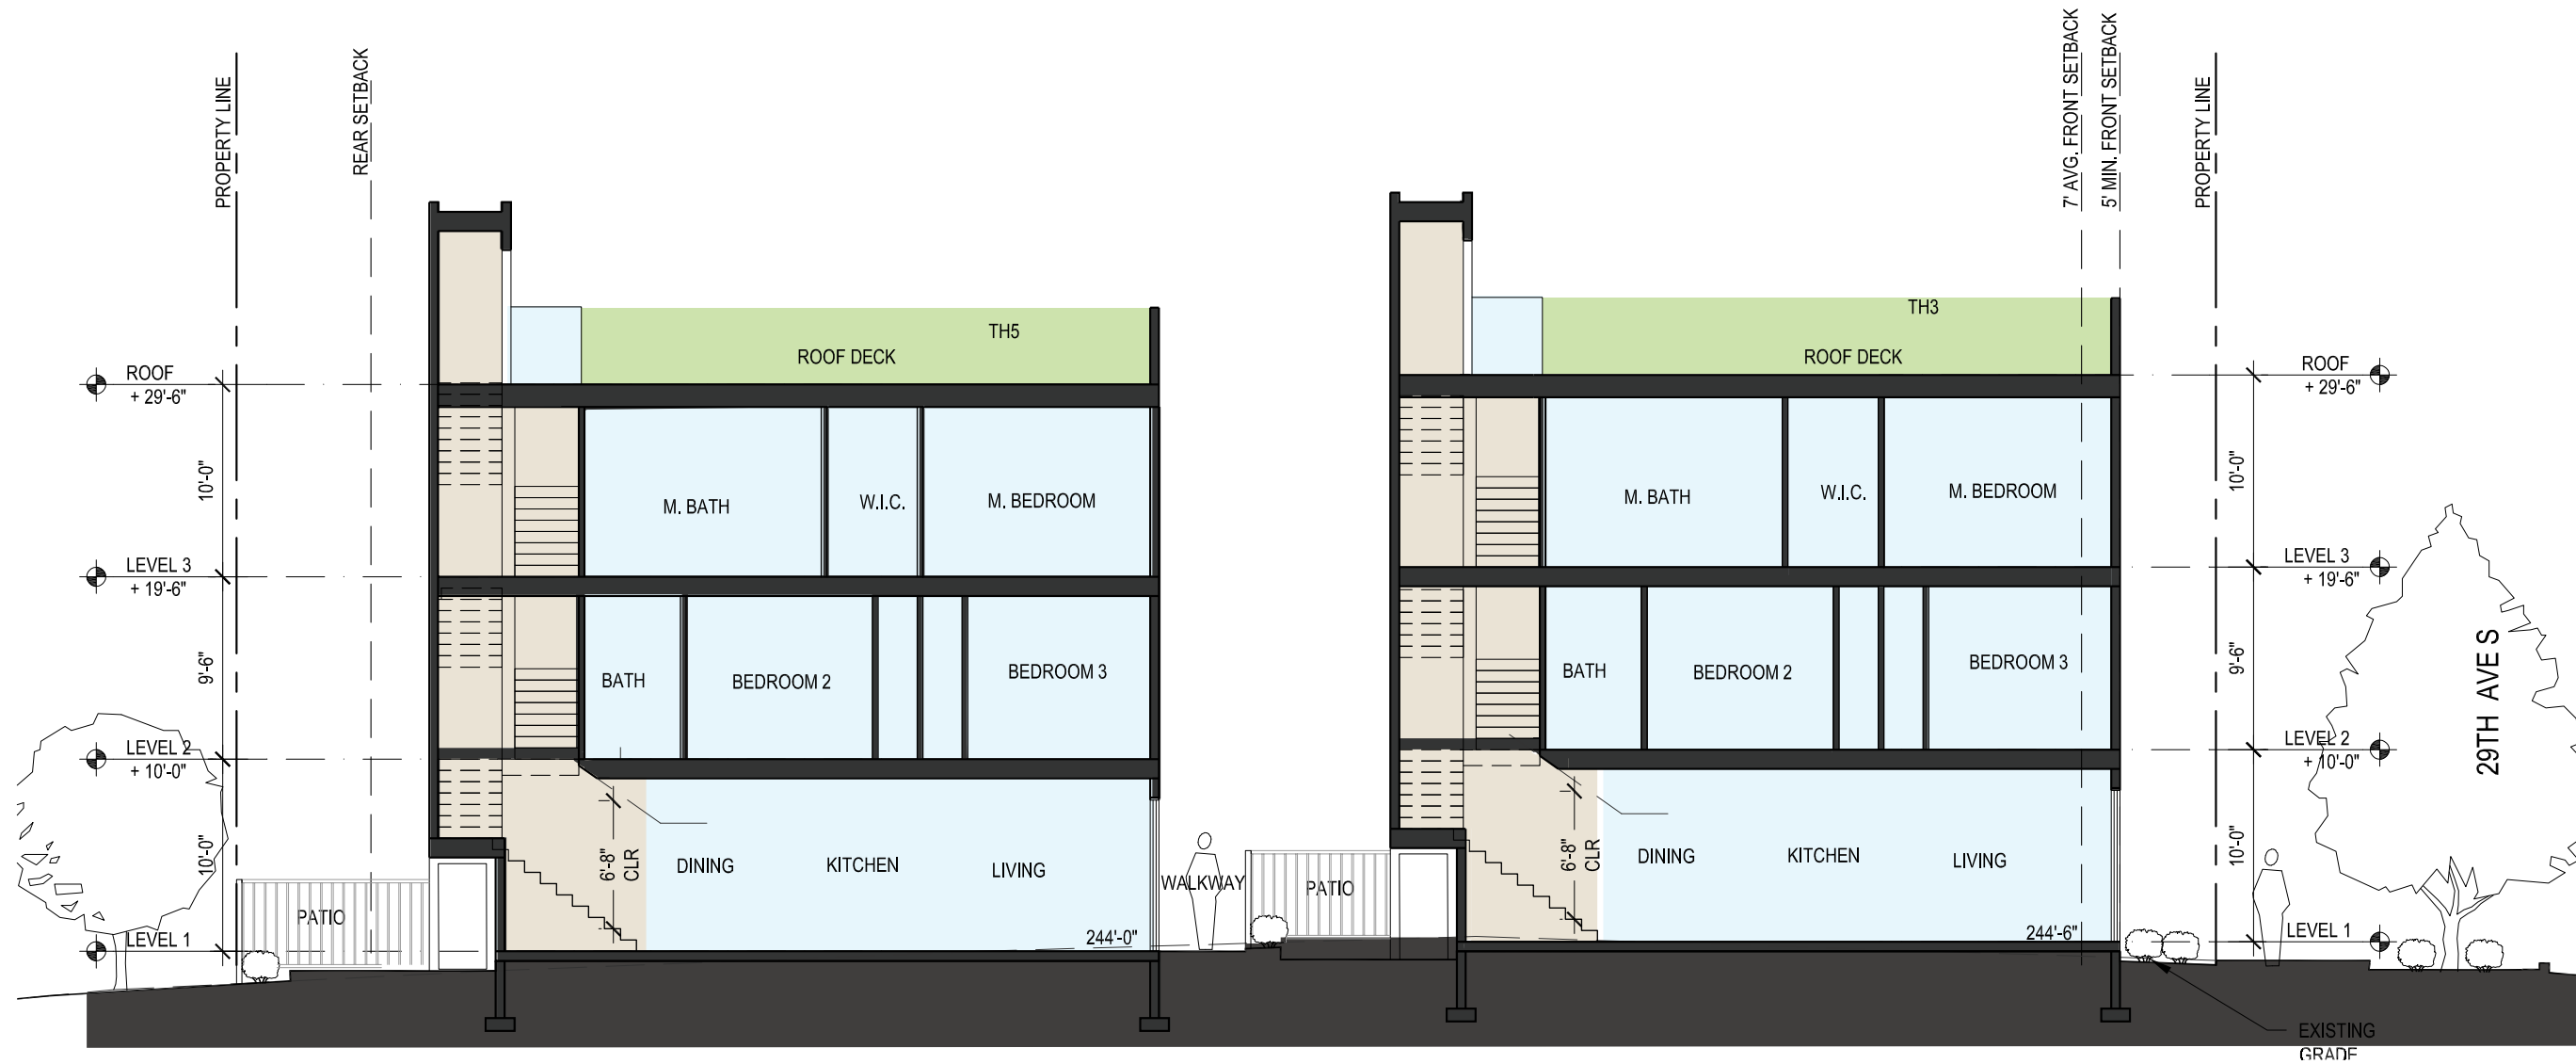 PROPERTY LINE
REAR SETBACK
7' AVG. FRONT SETBACK
5' MIN. FRONT SETBACK
PROPERTY LINE
TH5
ROOF DECK
TH3
ROOF DECK
ROOF
+ 29'-6"
ROOF
+ 29'-6"
10'-0"
M. BATH
W.I.C.
M. BEDROOM
M. BATH
W.I.C.
M. BEDROOM
10'-0"
LEVEL 3
+ 19'-6"
LEVEL 3
+ 19'-6"
9'-6"
BATH
BEDROOM 2
BEDROOM 3
BATH
BEDROOM 2
BEDROOM 3
9'-6"
29TH AVE S
LEVEL 2
+ 10'-0"
LEVEL 2
+ 10'-0"
10'-0"
6'-8"
CLR
DINING
KITCHEN
LIVING
WALKWAY
PATIO
6'-8"
CLR
DINING
KITCHEN
LIVING
10'-0"
PATIO
LEVEL 1
244'-0"
244'-6"
LEVEL 1
EXISTING
GRADE